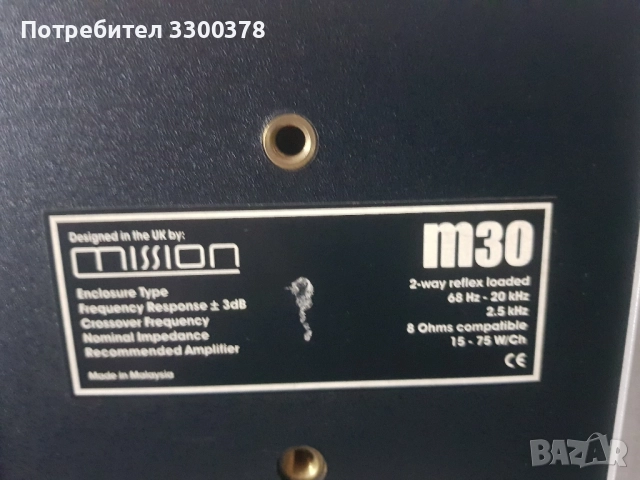 Потребител 3300378
Designed in the UK by:
mission
m30
Enclosure Type 2-way reflex loaded
Frequency Response ± 3dB 68 Hz - 20 kHz
Crossover Frequency 2.5 kHz
Nominal Impedance 8 Ohms compatible
Recommended Amplifier 15 - 75 W/Ch
Made in Malaysia
CE
BAZAR